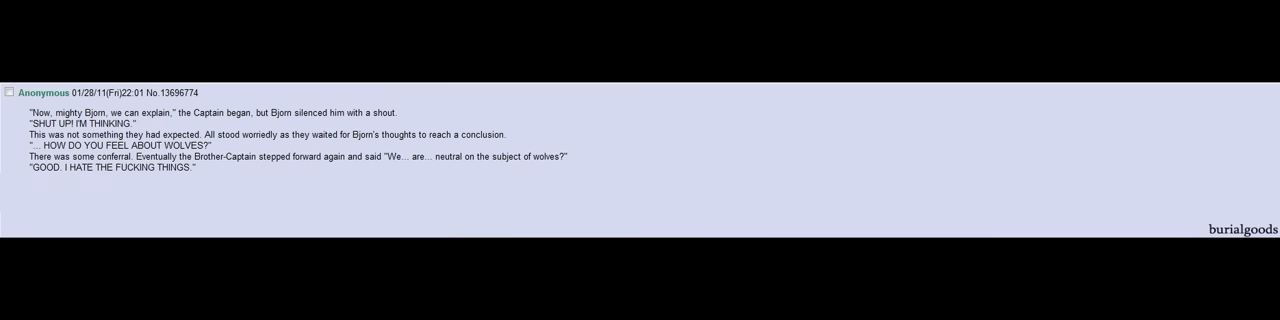 Anonymous 01/28/11(Fri)22:01 No.13696774
"Now, mighty Bjorn, we can explain," the Captain began, but Bjorn silenced him with a shout.
"SHUT UP! I'M THINKING."
This was not something they had expected. All stood worriedly as they waited for Bjorn's thoughts to reach a conclusion.
"... HOW DO YOU FEEL ABOUT WOLVES?"
There was some conferral. Eventually the Brother-Captain stepped forward again and said "We... are... neutral on the subject of wolves?"
"GOOD. I HATE THE FUCKING THINGS."
burialgoods